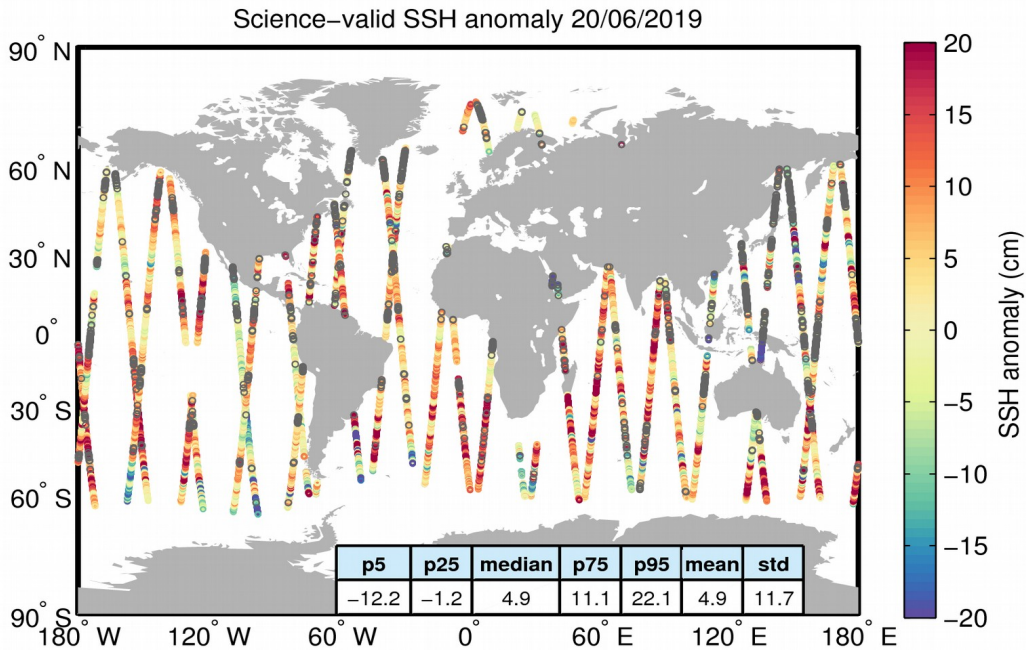 Science−valid SSH anomaly 20/06/2019
90° N
60° N
30° N
0°
30° S
60° S
90° S
180° W
120° W
60° W
0°
60° E
120° E
180° E
p5 p25 median p75 p95 mean std
−12.2 −1.2 4.9 11.1 22.1 4.9 11.7
20
15
10
5
0
−5
−10
−15
−20
SSH anomaly (cm)